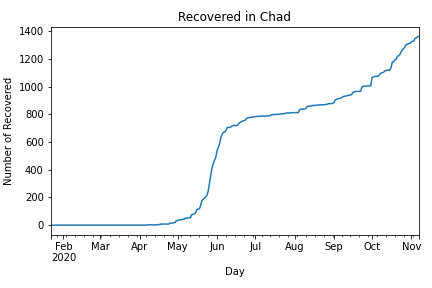 Recovered in Chad
1400
1200
1000
800
600
400
200
0
Number of Recovered
Feb Mar Apr May Jun Jul Aug Sep Oct Nov
2020
Day